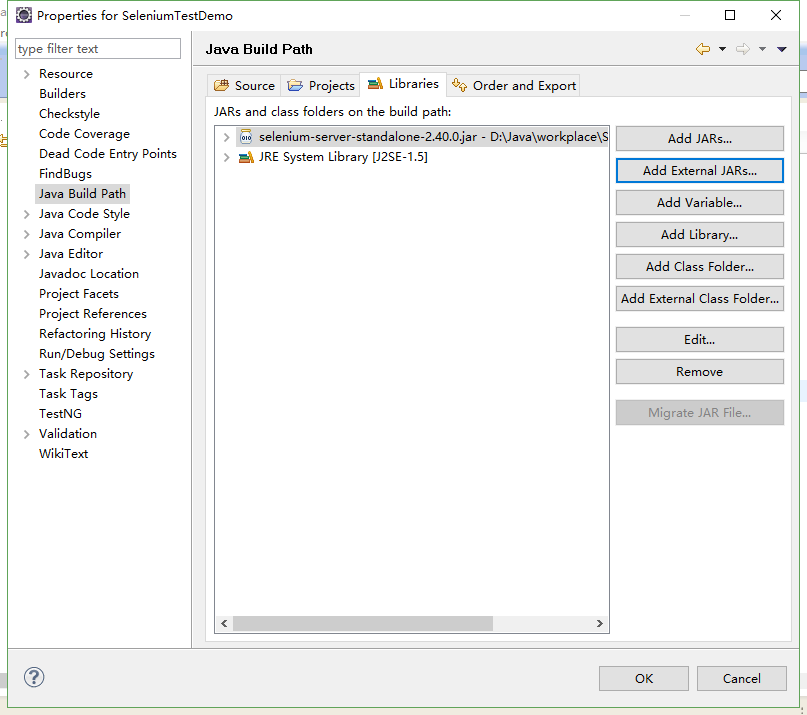 Properties for SeleniumTestDemo
type filter text
Resource
Builders
Checkstyle
Code Coverage
Dead Code Entry Points
FindBugs
Java Build Path
Java Code Style
Java Compiler
Java Editor
Javadoc Location
Project Facets
Project References
Refactoring History
Run/Debug Settings
Task Repository
Task Tags
TestNG
Validation
WikiText
Java Build Path
Source
Projects
Libraries
Order and Export
JARs and class folders on the build path:
selenium-server-standalone-2.40.0.jar - D:\Java\workplace\S
JRE System Library [J2SE-1.5]
Add JARs...
Add External JARs...
Add Variable...
Add Library...
Add Class Folder...
Add External Class Folder...
Edit...
Remove
Migrate JAR File...
OK
Cancel